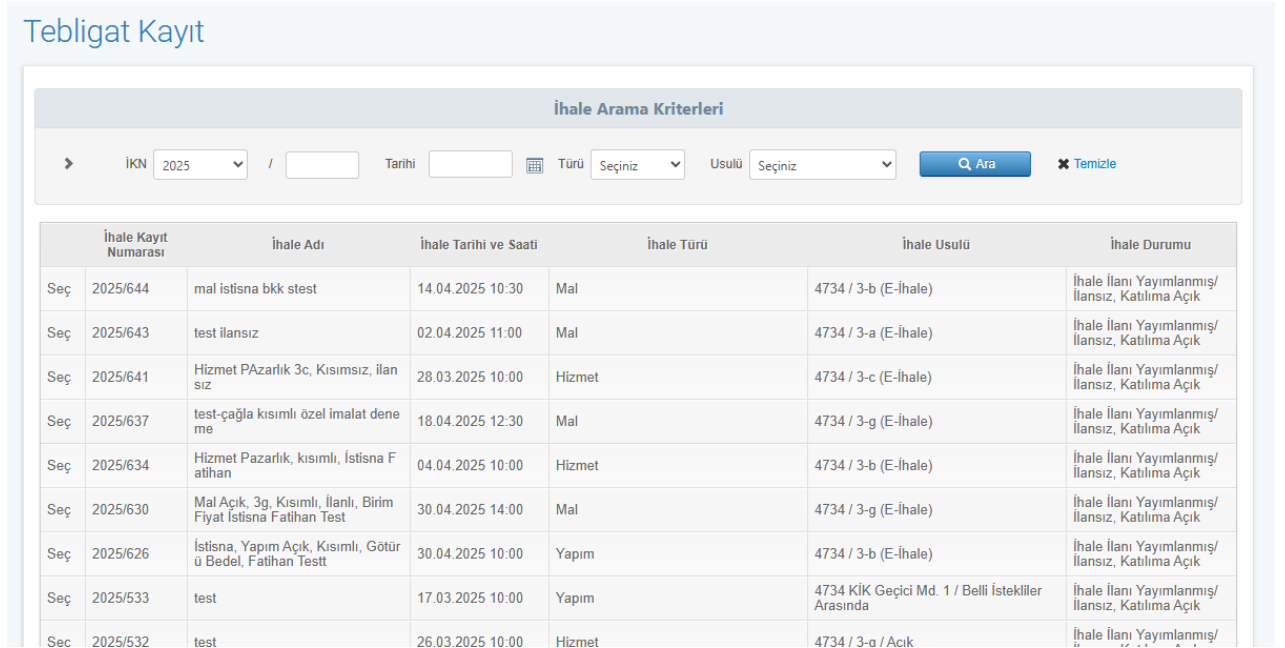 Tebligat Kayıt
İhale Arama Kriterleri
İKN 2025 / Tarihi Türü Seçiniz Usulü Seçiniz Ara Temizle
İhale Kayıt Numarası İhale Adı İhale Tarihi ve Saati İhale Türü İhale Usulü İhale Durumu
Seç 2025/644 mal istisna bkk stest 14.04.2025 10:30 Mal 4734 / 3-b (E-İhale) İhale İlanı Yayımlanmış/
İlansız, Katılıma Açık
Seç 2025/643 test ilansız 02.04.2025 11:00 Mal 4734 / 3-a (E-İhale) İhale İlanı Yayımlanmış/
İlansız, Katılıma Açık
Seç 2025/641 Hizmet PAzarlık 3c, Kısımsız, ilan
sız 28.03.2025 10:00 Hizmet 4734 / 3-c (E-İhale) İhale İlanı Yayımlanmış/
İlansız, Katılıma Açık
Seç 2025/637 test-çağla kısımlı özel imalat dene
me 18.04.2025 12:30 Mal 4734 / 3-g (E-İhale) İhale İlanı Yayımlanmış/
İlansız, Katılıma Açık
Seç 2025/634 Hizmet Pazarlık, kısımlı, İstisna F
atihan 04.04.2025 10:00 Hizmet 4734 / 3-b (E-İhale) İhale İlanı Yayımlanmış/
İlansız, Katılıma Açık
Seç 2025/630 Mal Açık, 3g, Kısımlı, İlanlı, Birim
Fiyat İstisna Fatihan Test 30.04.2025 14:00 Mal 4734 / 3-g (E-İhale) İhale İlanı Yayımlanmış/
İlansız, Katılıma Açık
Seç 2025/626 İstisna, Yapım Açık, Kısımlı, Götür
ü Bedel, Fatihan Testt 30.04.2025 10:00 Yapım 4734 / 3-b (E-İhale) İhale İlanı Yayımlanmış/
İlansız, Katılıma Açık
Seç 2025/533 test 17.03.2025 10:00 Yapım 4734 KİK Geçici Md. 1 / Belli İstekliler
Arasında İhale İlanı Yayımlanmış/
İlansız, Katılıma Açık
Seç 2025/532 test 26.03.2025 10:00 Hizmet 4734 / 3-g / Açık İhale İlanı Yayımlanmış/